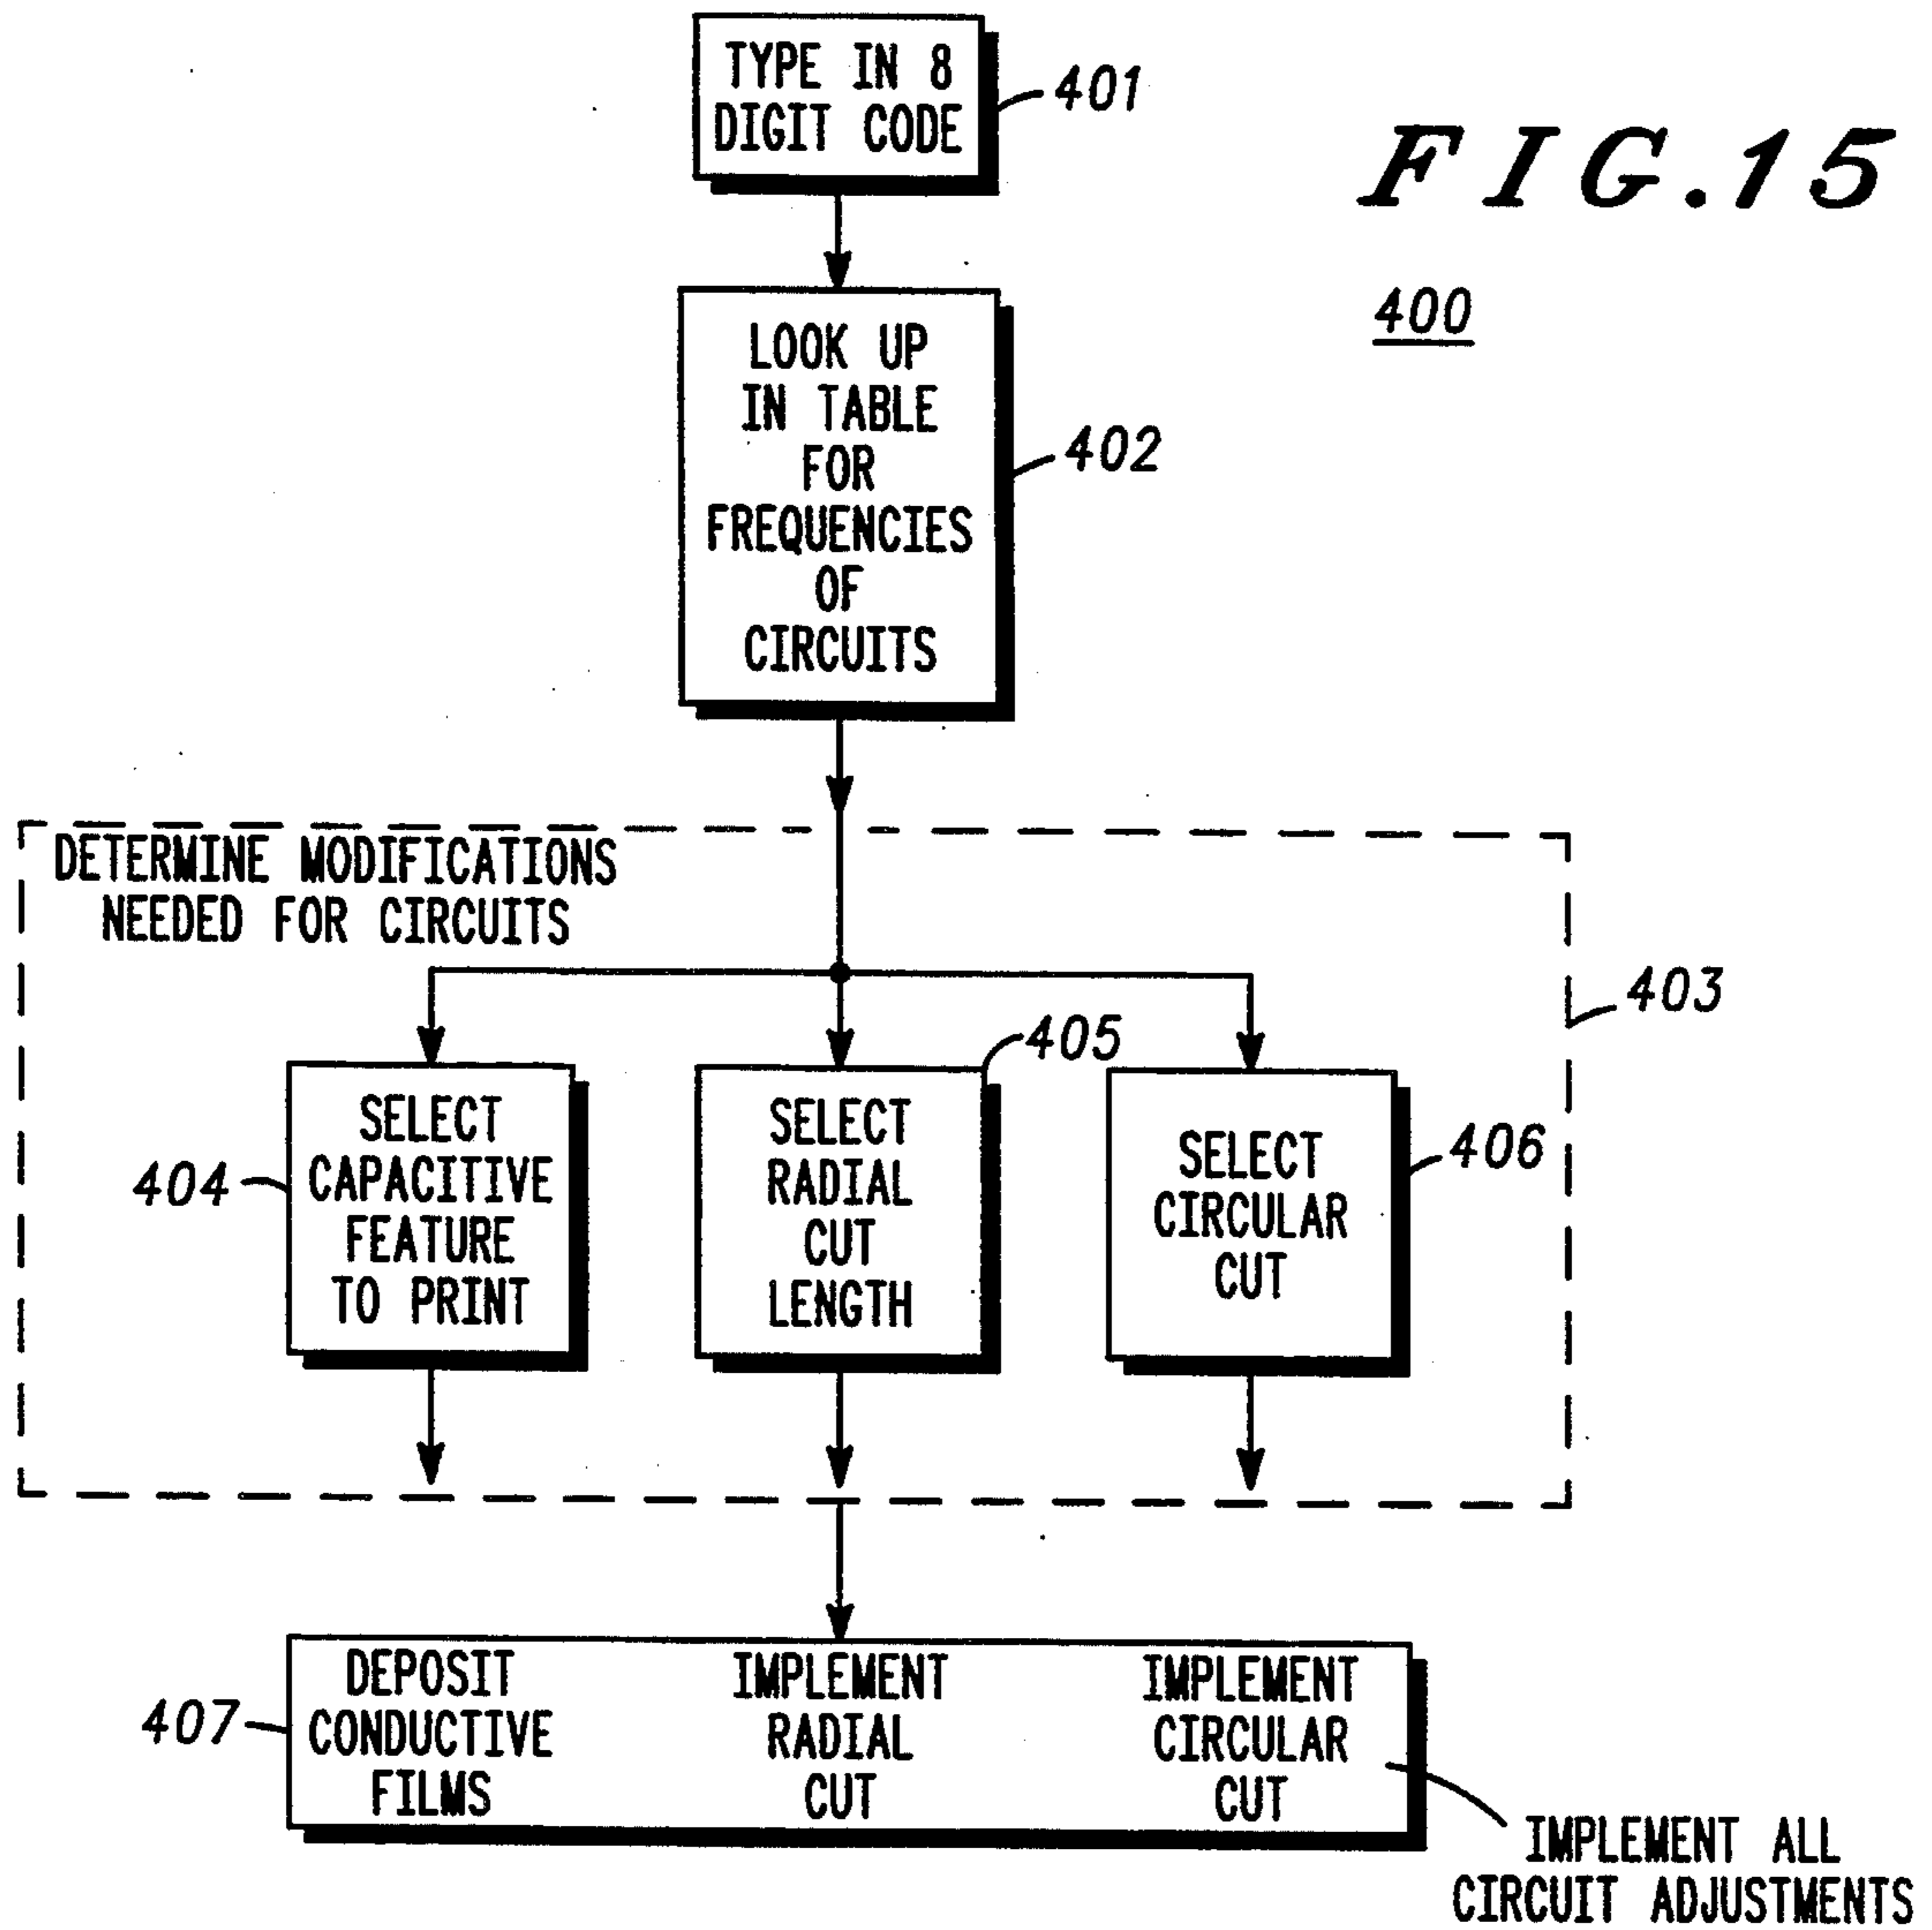 TYPE IN 8
DIGIT CODE
401
FIG.15
400
LOOK UP
IN TABLE
FOR
FREQUENCIES
OF
CIRCUITS
402
DETERMINE MODIFICATIONS
NEEDED FOR CIRCUITS
403
404
SELECT
CAPACITIVE
FEATURE
TO PRINT
405
SELECT
RADIAL
CUT
LENGTH
406
SELECT
CIRCULAR
CUT
407
DEPOSIT
CONDUCTIVE
FILMS
IMPLEMENT
RADIAL
CUT
IMPLEMENT
CIRCULAR
CUT
IMPLEMENT ALL
CIRCUIT ADJUSTMENTS